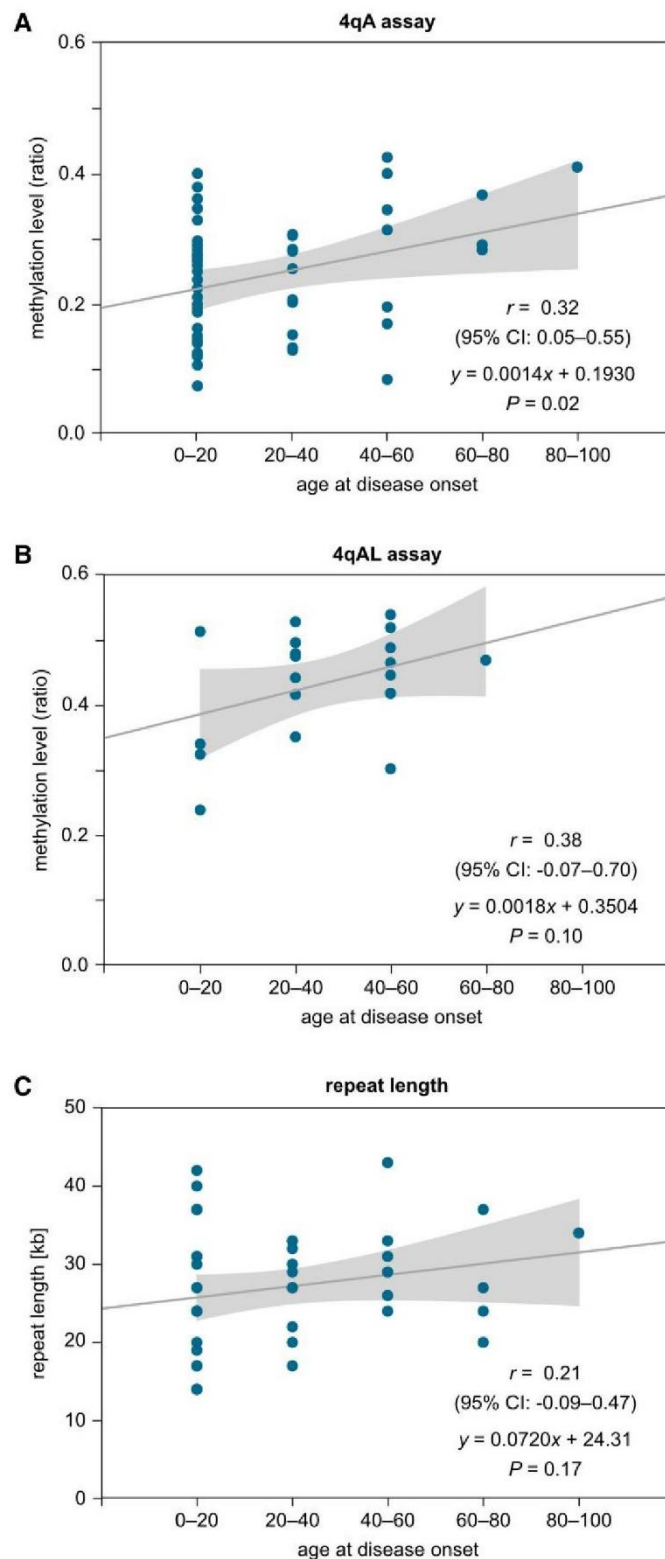 A
4qA assay
0.6
0.4
0.2
0.0
methylation level (ratio)
r = 0.32
(95% CI: 0.05–0.55)
y = 0.0014x + 0.1930
P = 0.02
0–20 20–40 40–60 60–80 80–100
age at disease onset
B
4qAL assay
0.6
0.4
0.2
0.0
methylation level (ratio)
r = 0.38
(95% CI: -0.07–0.70)
y = 0.0018x + 0.3504
P = 0.10
0–20 20–40 40–60 60–80 80–100
age at disease onset
C
repeat length
50
40
30
20
10
0
repeat length [kb]
r = 0.21
(95% CI: -0.09–0.47)
y = 0.0720x + 24.31
P = 0.17
0–20 20–40 40–60 60–80 80–100
age at disease onset